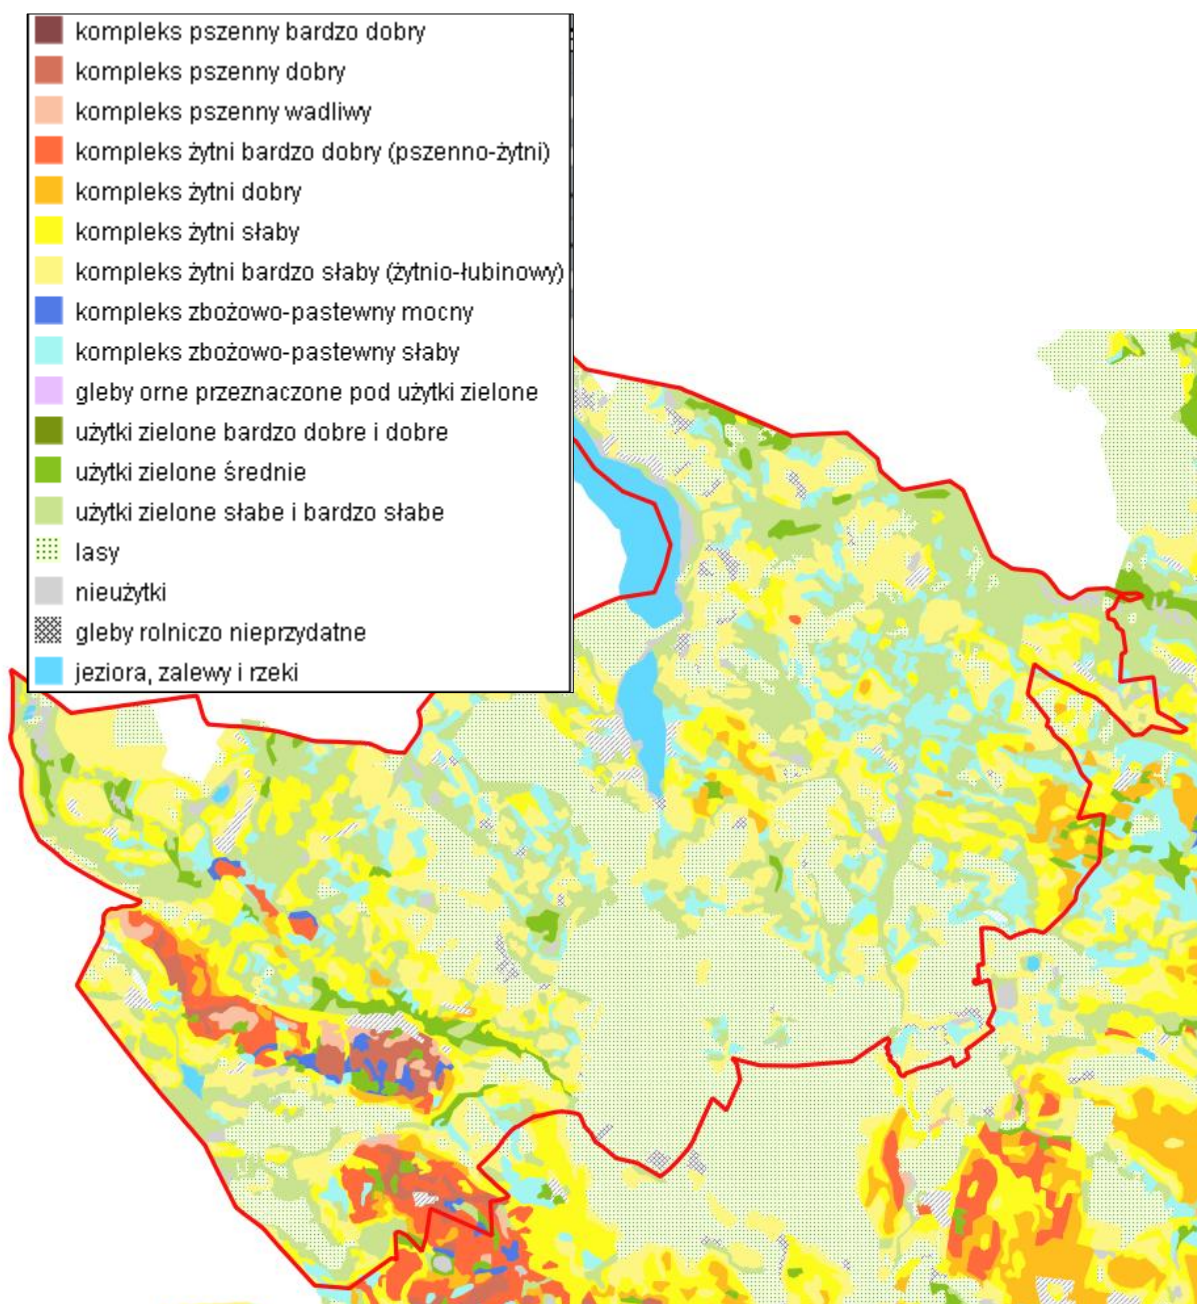 kompleks pszenny bardzo dobry
kompleks pszenny dobry
kompleks pszenny wadliwy
kompleks żytni bardzo dobry (pszenno-żytni)
kompleks żytni dobry
kompleks żytni słaby
kompleks żytni bardzo słaby (żytnio-łubinowy)
kompleks zbożowo-pastewny mocny
kompleks zbożowo-pastewny słaby
gleby orne przeznaczone pod użytki zielone
użytki zielone bardzo dobre i dobre
użytki zielone średnie
użytki zielone słabe i bardzo słabe
lasy
nieużytki
gleby rolniczo nieprzydatne
jeziora, zalewy i rzeki